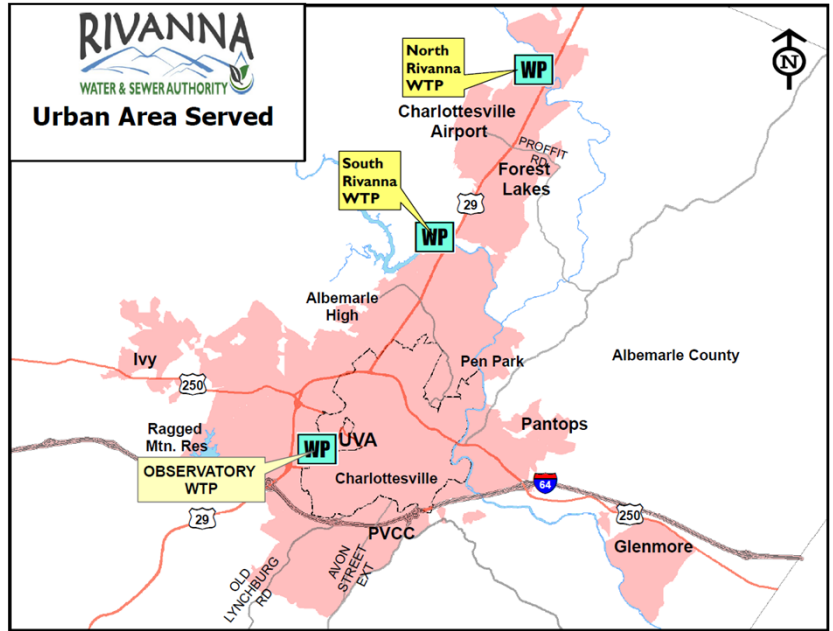 RIVANNA
WATER & SEWER AUTHORITY
Urban Area Served
North
Rivanna
WTP
WP
N
Charlottesville
Airport
PROFFIT
RD
Forest
Lakes
South
Rivanna
WTP
29
WP
Albemarle
High
Ivy
250
Pen Park
Albemarle County
Ragged
Mtn. Res
WP
UVA
Pantops
OBSERVATORY
WTP
Charlottesville
64
29
PVCC
250
Glenmore
OLD
LYNCHBURG
RD
AVON
STREET
EXT